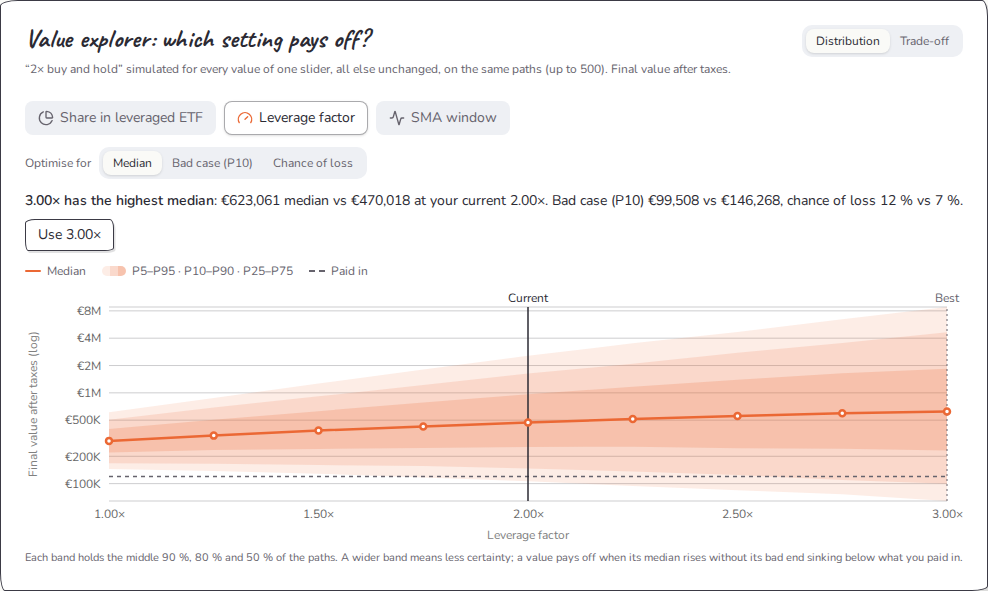 Value explorer: which setting pays off?
Distribution
Trade-off
“2× buy and hold” simulated for every value of one slider, all else unchanged, on the same paths (up to 500). Final value after taxes.
Share in leveraged ETF
Leverage factor
SMA window
Optimise for
Median
Bad case (P10)
Chance of loss
3.00× has the highest median: €623,061 median vs €470,018 at your current 2.00×. Bad case (P10) €99,508 vs €146,268, chance of loss 12 % vs 7 %.
Use 3.00×
Median
P5–P95 · P10–P90 · P25–P75
Paid in
Current
Best
€8M
€4M
€2M
€1M
€500K
€200K
€100K
Final value after taxes (log)
1.00×
1.50×
2.00×
2.50×
3.00×
Leverage factor
Each band holds the middle 90 %, 80 % and 50 % of the paths. A wider band means less certainty; a value pays off when its median rises without its bad end sinking below what you paid in.